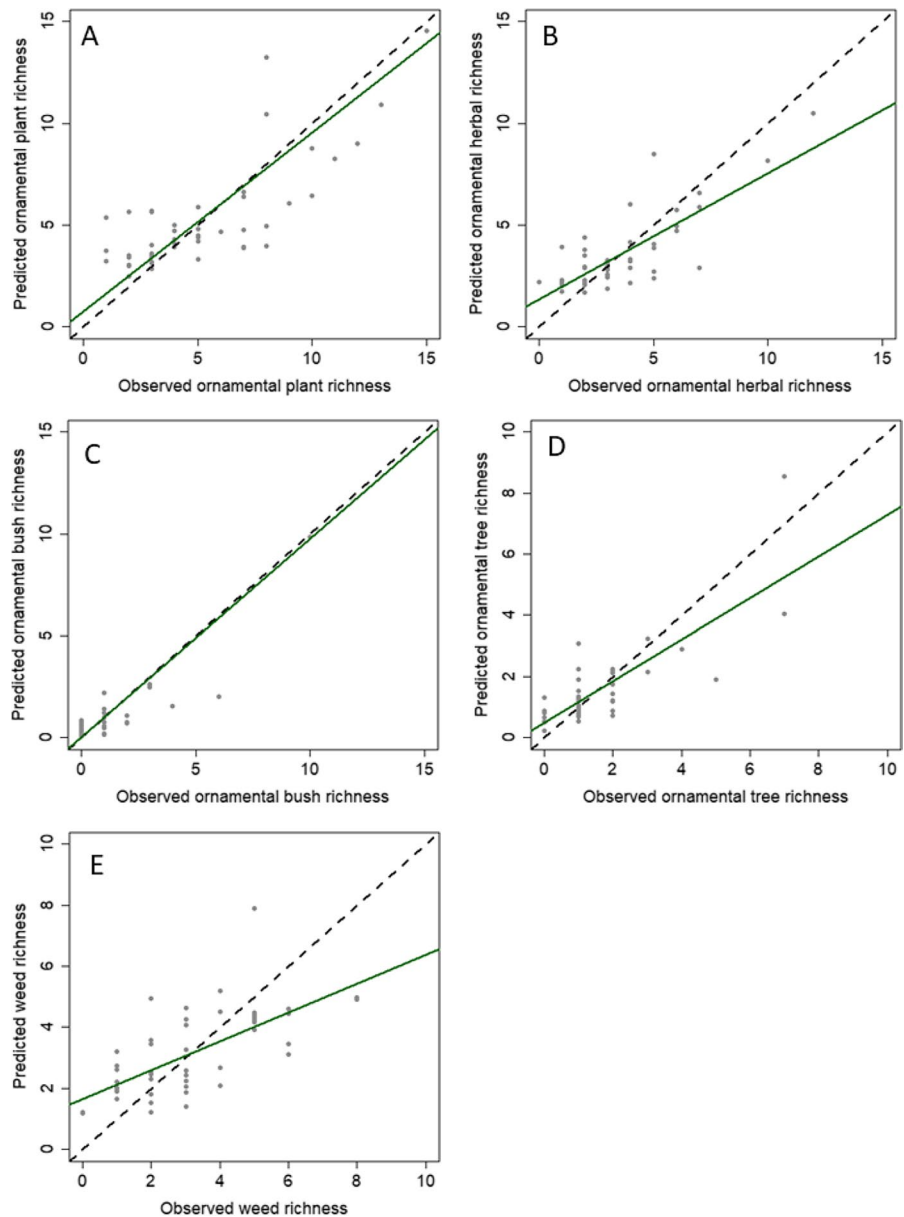 A
Predicted ornamental plant richness
15
10
5
0
0 5 10 15
Observed ornamental plant richness
B
Predicted ornamental herbal richness
15
10
5
0
0 5 10 15
Observed ornamental herbal richness
C
Predicted ornamental bush richness
15
10
5
0
0 5 10 15
Observed ornamental bush richness
D
Predicted ornamental tree richness
10
8
6
4
2
0
0 2 4 6 8 10
Observed ornamental tree richness
E
Predicted weed richness
10
8
6
4
2
0
0 2 4 6 8 10
Observed weed richness